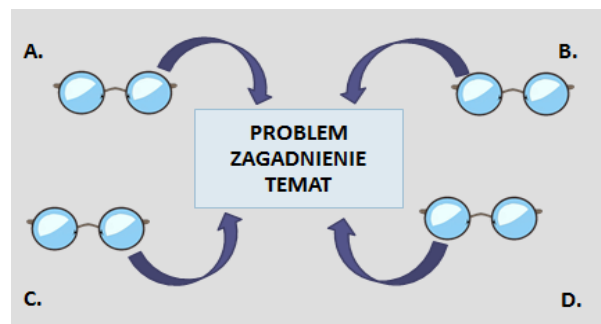 A.
B.
PROBLEM
ZAGADNIENIE
TEMAT
C.
D.